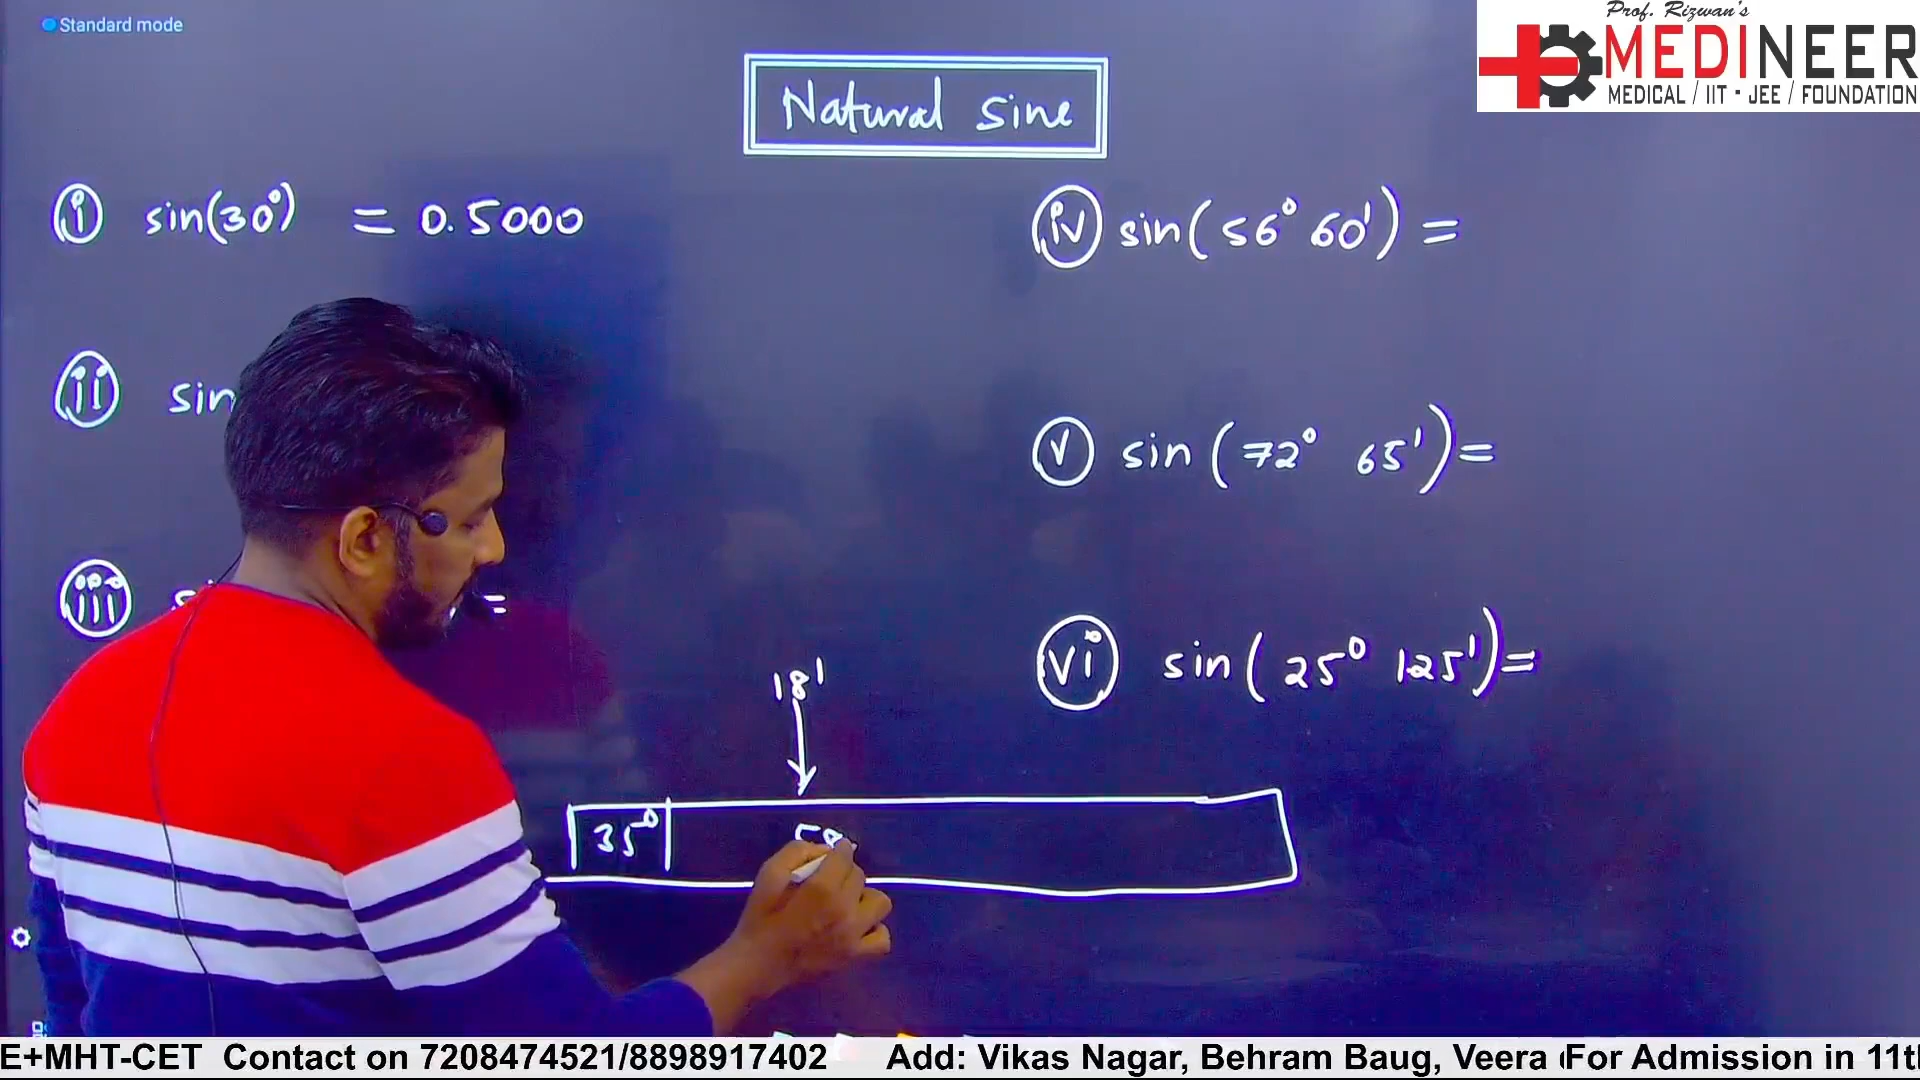 Standard mode
Prof. Rizwan's
MEDINEER
MEDICAL / IIT - JEE / FOUNDATION
Natural Sine
i sin(30°) = 0.5000
ii sin
iii =
18'
35° 58
iv sin(56° 60') =
v sin(72° 65') =
vi sin(25° 125') =
E+MHT-CET Contact on 7208474521/8898917402 Add: Vikas Nagar, Behram Baug, Veera For Admission in 11t